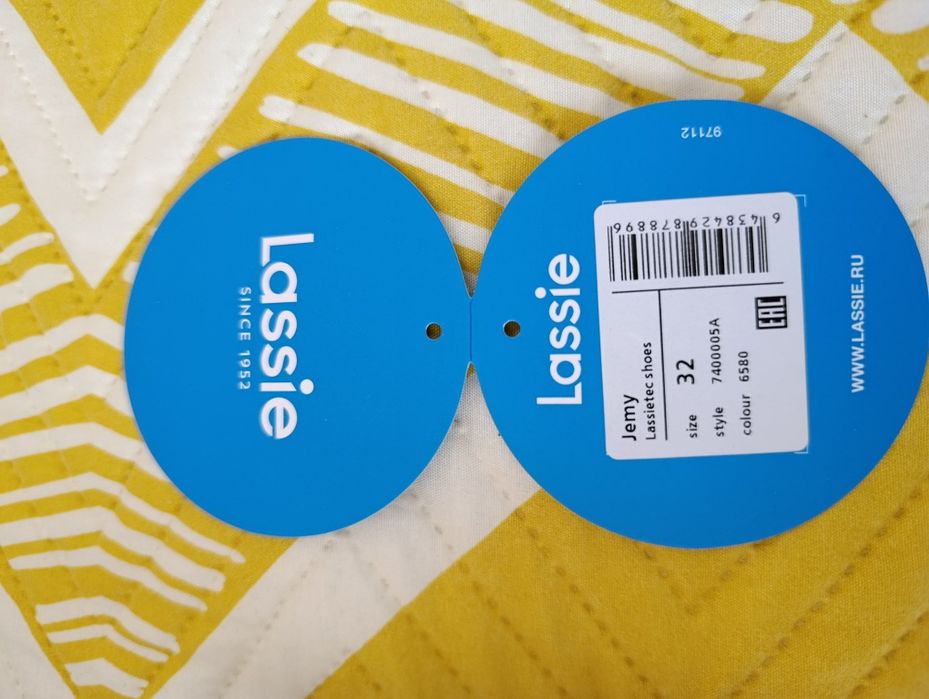 Lassie
SINCE 1952
97112
Lassie
6 438429 878896
Jemy
Lassietec shoes
size 32
style 7400005A
colour 6580
EAC
WWW.LASSIE.RU